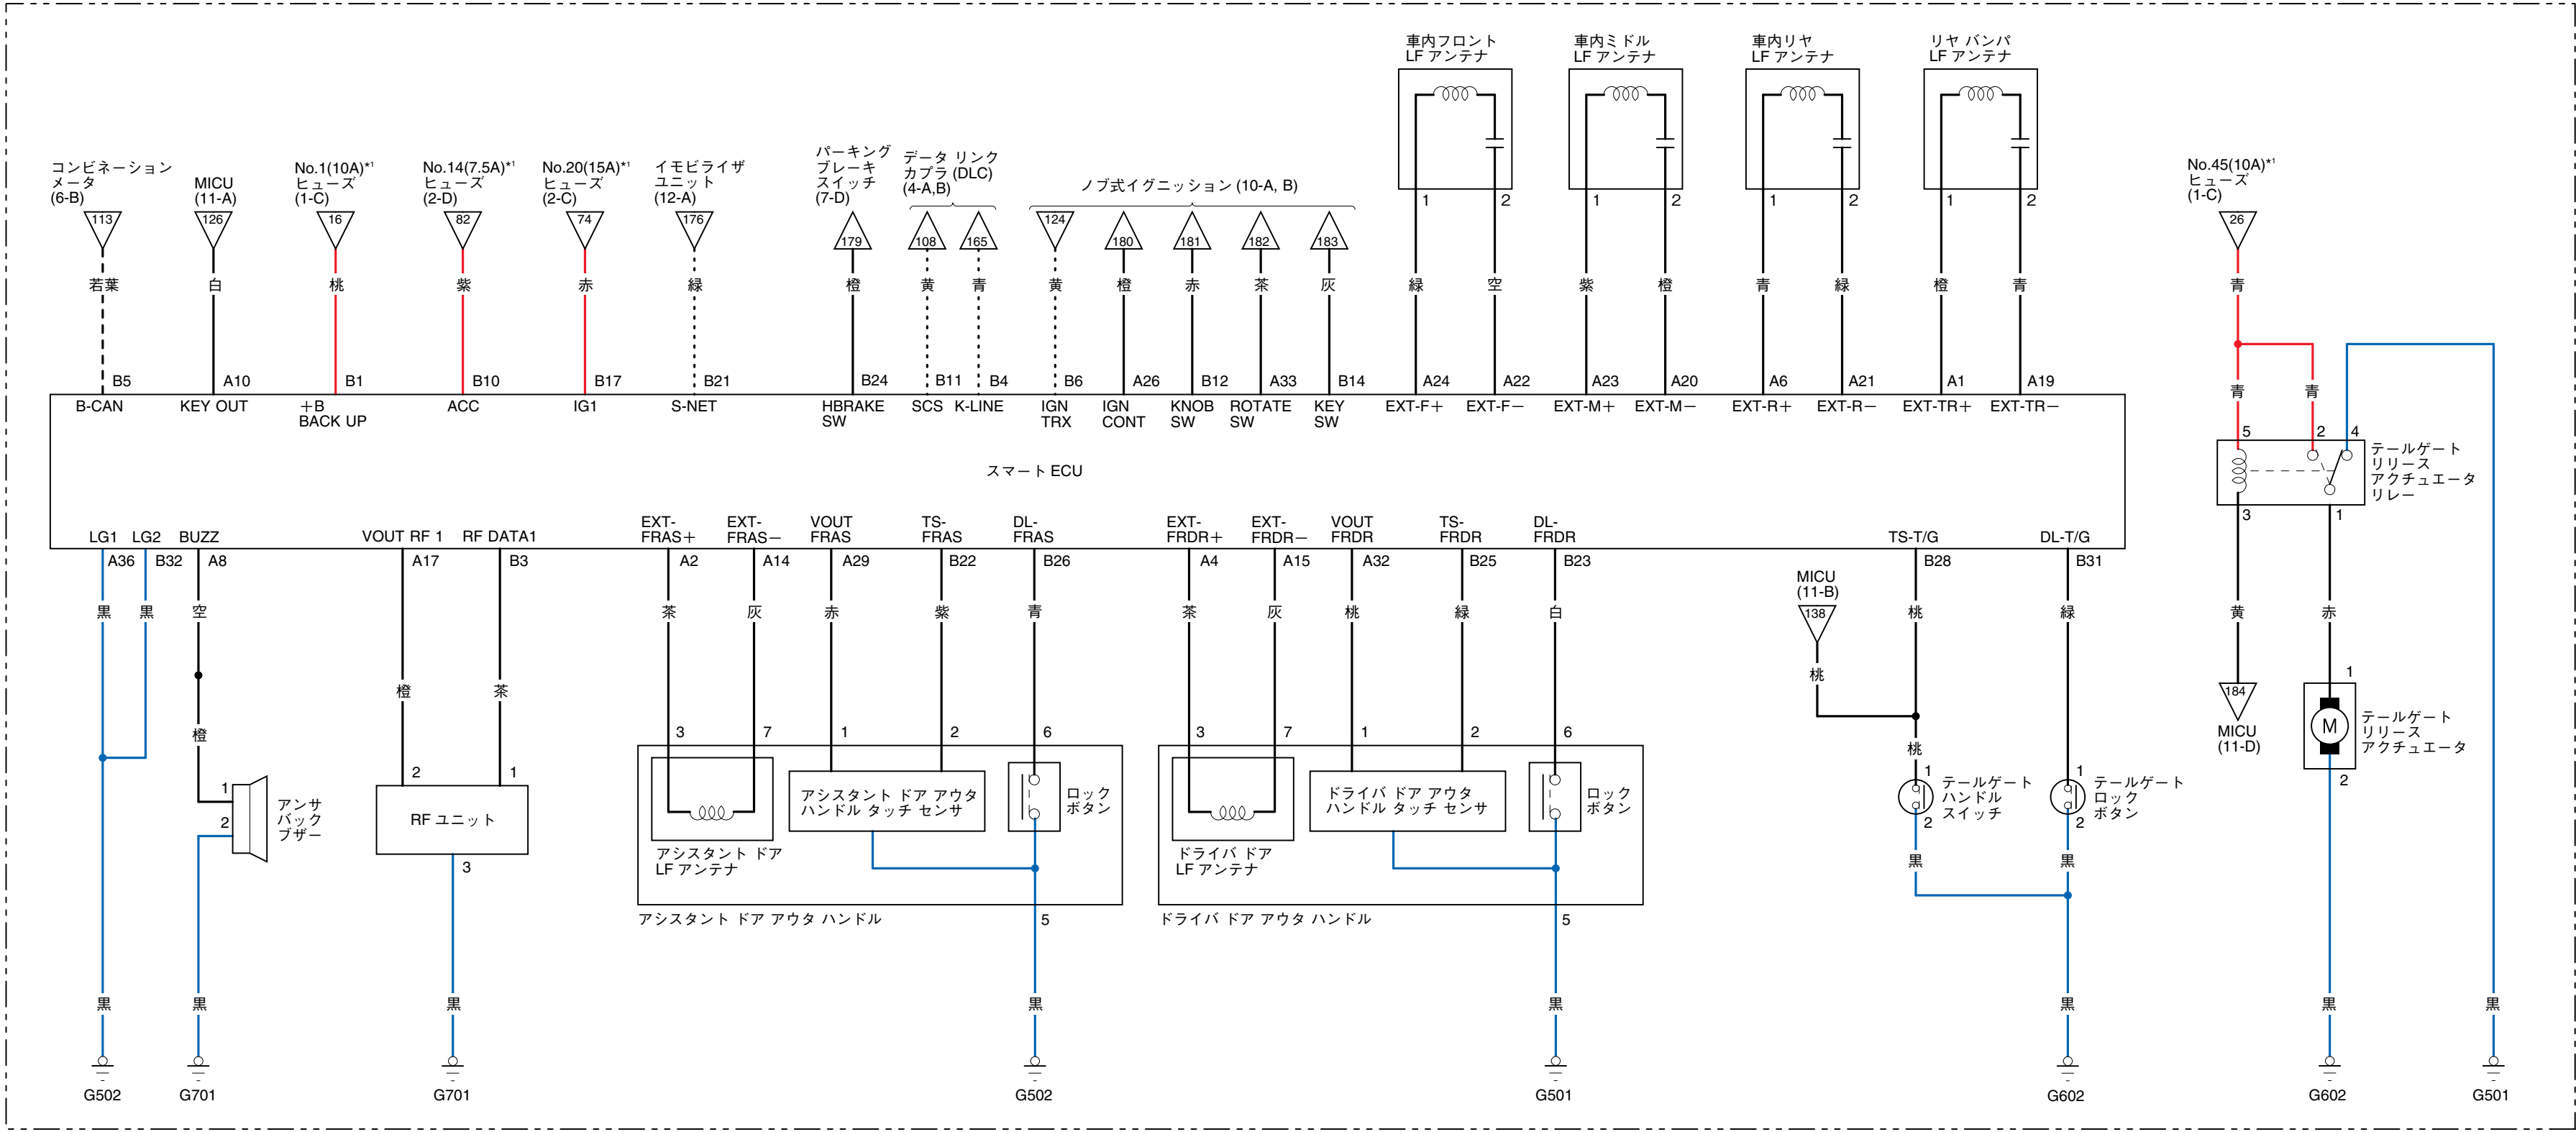 車内フロント
LF アンテナ
車内ミドル
LF アンテナ
車内リヤ
LF アンテナ
リヤ バンパ
LF アンテナ
1 2 1 2 1 2 1 2
コンビネーション
メータ
(6-B)
113
若葉
B5
MICU
(11-A)
126
白
A10
No.1(10A)*1
ヒューズ
(1-C)
16
桃
B1
No.14(7.5A)*1
ヒューズ
(2-D)
82
紫
B10
No.20(15A)*1
ヒューズ
(2-C)
74
赤
B17
イモビライザ
ユニット
(12-A)
176
緑
B21
パーキング
ブレーキ
スイッチ
(7-D)
179
橙
B24
データ リンク
カプラ (DLC)
(4-A,B)
108 165
黄 青
B11 B4
ノブ式イグニッション (10-A, B)
124 180 181 182 183
黄 橙 赤 茶 灰
B6 A26 B12 A33 B14
緑 空 紫 橙 青 緑 橙 青
A24 A22 A23 A20 A6 A21 A1 A19
No.45(10A)*1
ヒューズ
(1-C)
26
青
青 青
5 2 4
テールゲート
リリース
アクチュエータ
リレー
3 1
B-CAN
KEY OUT
+B
BACK UP
ACC
IG1
S-NET
HBRAKE
SW
SCS
K-LINE
IGN
TRX
IGN
CONT
KNOB
SW
ROTATE
SW
KEY
SW
EXT-F+
EXT-F−
EXT-M+
EXT-M−
EXT-R+
EXT-R−
EXT-TR+
EXT-TR−
スマート ECU
LG1 LG2 BUZZ
VOUT RF 1 RF DATA1
EXT-
FRAS+
EXT-
FRAS−
VOUT
FRAS
TS-
FRAS
DL-
FRAS
EXT-
FRDR+
EXT-
FRDR−
VOUT
FRDR
TS-
FRDR
DL-
FRDR
TS-T/G
DL-T/G
A36 B32 A8 A17 B3 A2 A14 A29 B22 B26 A4 A15 A32 B25 B23 B28 B31
黒 黒 空 茶 灰 赤 紫 青 茶 灰 桃 緑 白 桃 緑 黄 赤
MICU
(11-B)
138
桃
橙
橙 茶
桃
184
MICU
(11-D)
1
M
テールゲート
リリース
アクチュエータ
2
1
2
アンサ
バック
ブザー
2 1
RF ユニット
3
3 7 1 2 6
アシスタント ドア アウタ
ハンドル タッチ センサ
ロック
ボタン
アシスタント ドア
LF アンテナ
アシスタント ドア アウタ ハンドル
5
3 7 1 2 6
ドライバ ドア アウタ
ハンドル タッチ センサ
ロック
ボタン
ドライバ ドア
LF アンテナ
ドライバ ドア アウタ ハンドル
5
1
テールゲート
ハンドル
スイッチ
2
黒
1
テールゲート
ロック
ボタン
2
黒
黒 黒 黒 黒 黒 黒 黒 黒
G502 G701 G701 G502 G501 G602 G602 G501